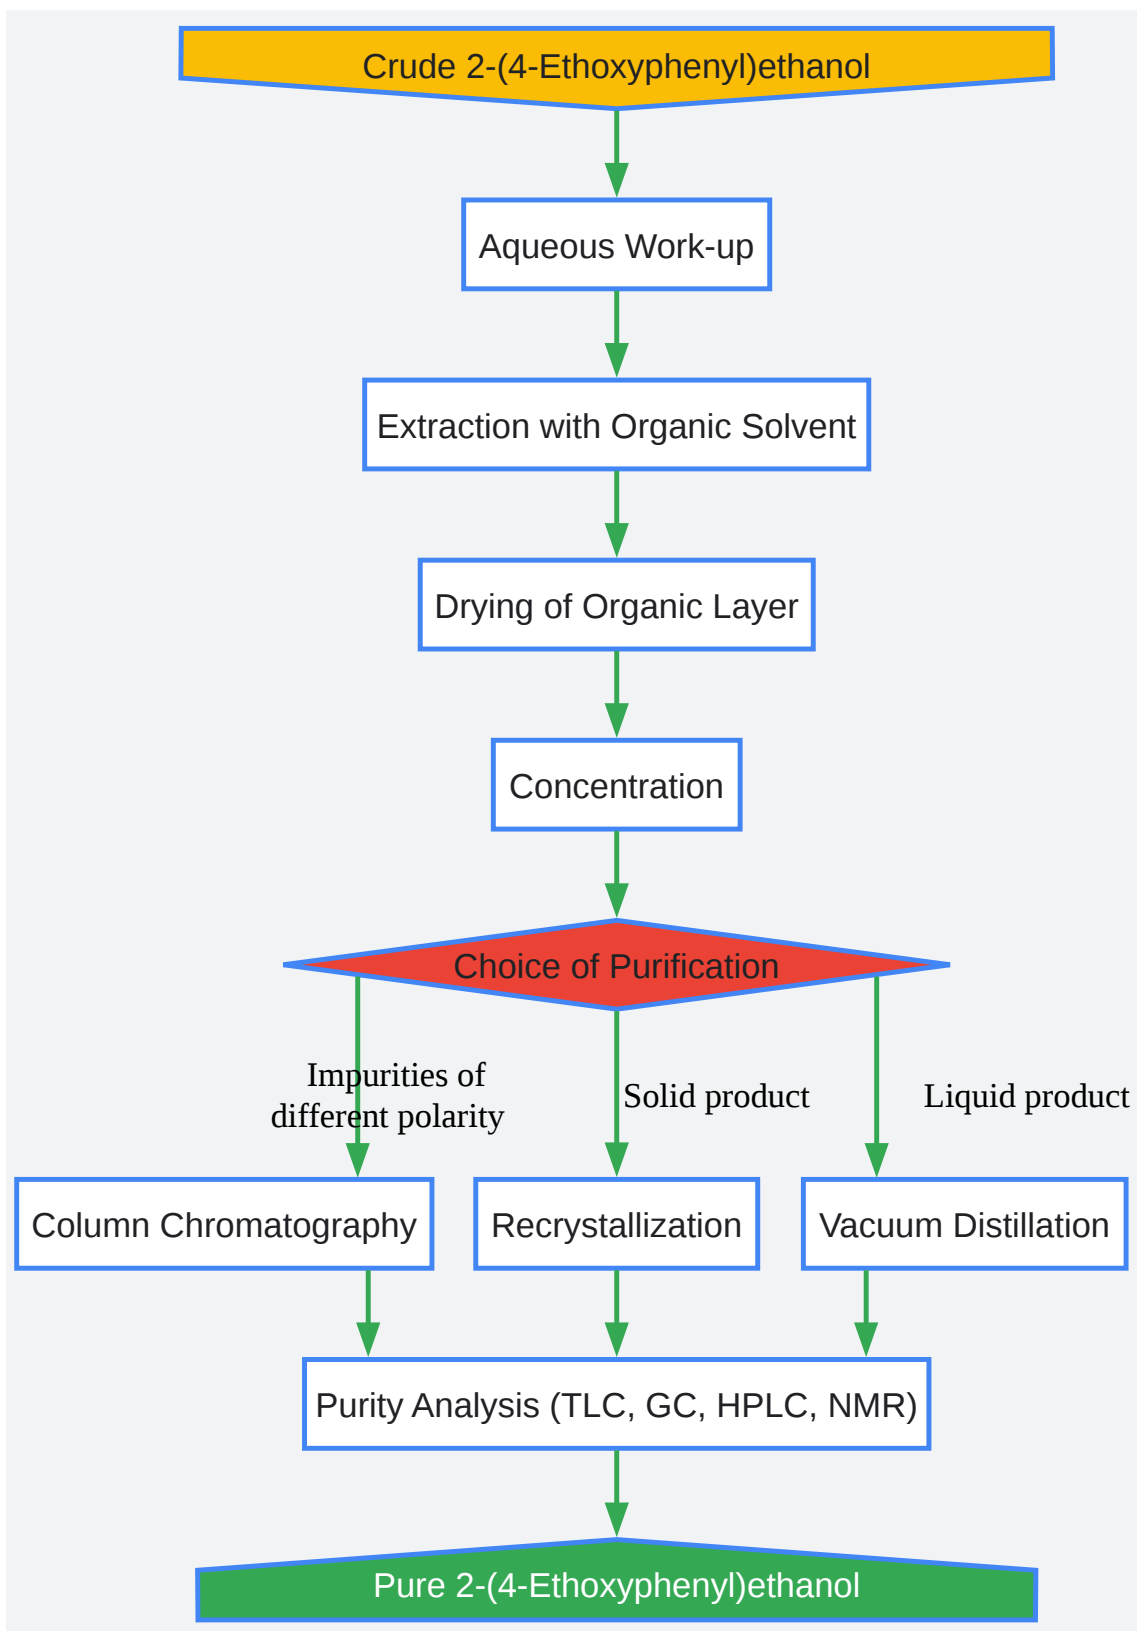 Crude 2-(4-Ethoxyphenyl)ethanol
Aqueous Work-up
Extraction with Organic Solvent
Drying of Organic Layer
Concentration
Choice of Purification
Impurities of
different polarity
Solid product
Liquid product
Column Chromatography
Recrystallization
Vacuum Distillation
Purity Analysis (TLC, GC, HPLC, NMR)
Pure 2-(4-Ethoxyphenyl)ethanol